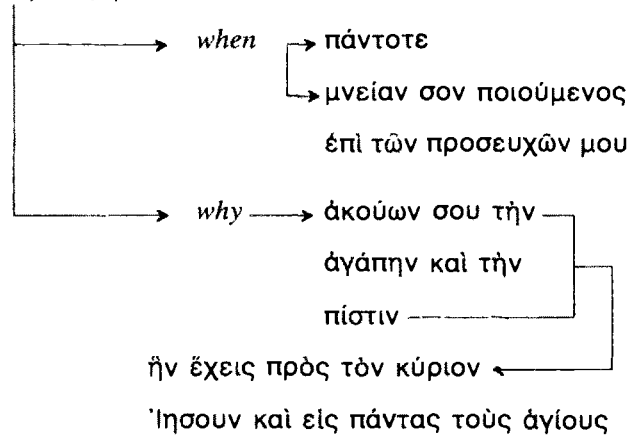 when πάντοτε
μνείαν σον ποιούμενος
ἐπὶ τῶν προσευχῶν μου
why ἀκούων σου τὴν
ἀγάπην καὶ τὴν
πίστιν
ἣν ἔχεις πρὸς τὸν κύριον
Ἰησουν καὶ εἰς πάντας τοὺς ἁγίους